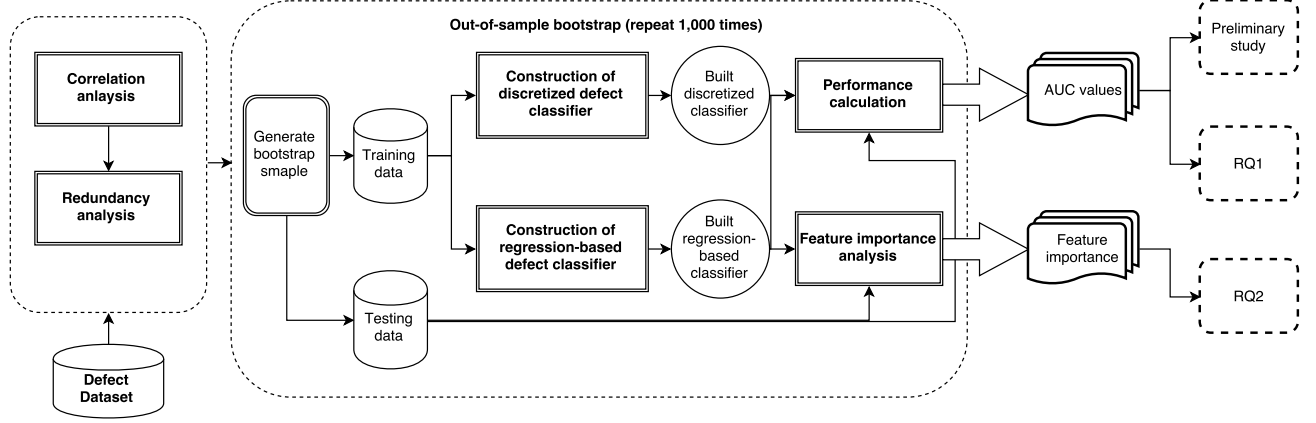 Out-of-sample bootstrap (repeat 1,000 times)
Correlation
anlaysis
Redundancy
analysis
Defect
Dataset
Generate
bootstrap
smaple
Training
data
Testing
data
Construction of
discretized defect
classifier
Construction of
regression-based
defect classifier
Built
discretized
classifier
Built
regression-
based
classifier
Performance
calculation
Feature importance
analysis
AUC values
Feature
importance
Preliminary
study
RQ1
RQ2